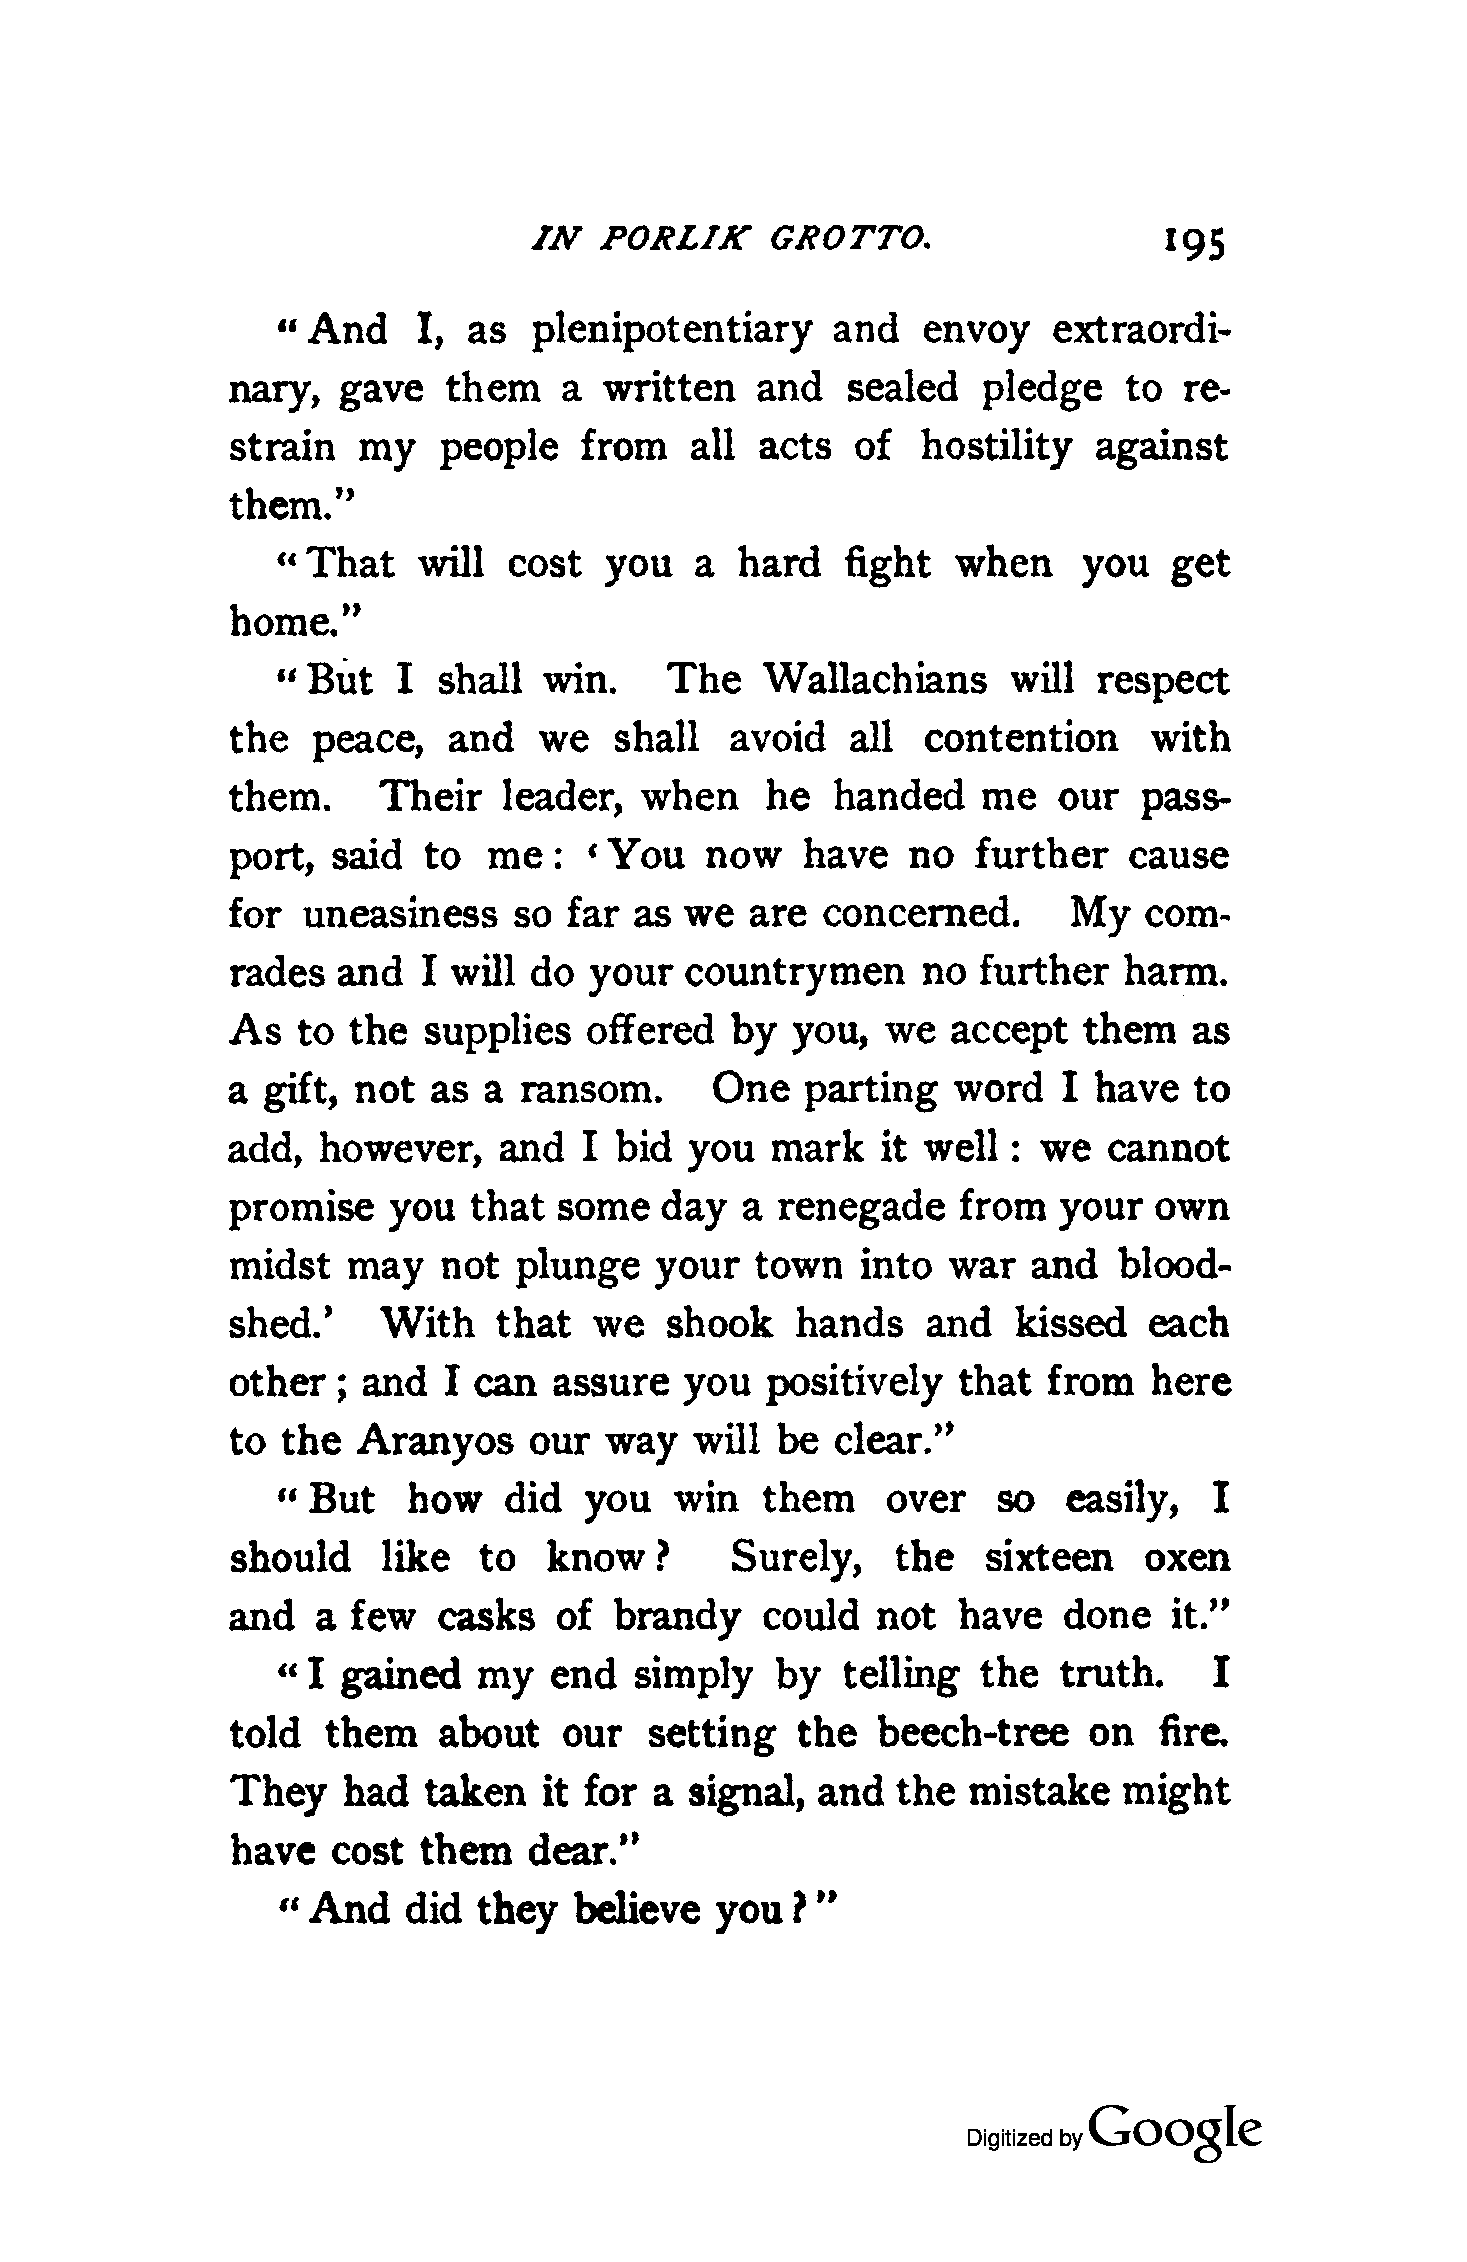 IN PORLIK GROTTO. 195
“And I, as plenipotentiary and envoy extraordi-
nary, gave them a written and sealed pledge to re-
strain my people from all acts of hostility against
them.”
“That will cost you a hard fight when you get
home.”
“But I shall win. The Wallachians will respect
the peace, and we shall avoid all contention with
them. Their leader, when he handed me our pass-
port, said to me: ‘You now have no further cause
for uneasiness so far as we are concerned. My com-
rades and I will do your countrymen no further harm.
As to the supplies offered by you, we accept them as
a gift, not as a ransom. One parting word I have to
add, however, and I bid you mark it well: we cannot
promise you that some day a renegade from your own
midst may not plunge your town into war and blood-
shed.’ With that we shook hands and kissed each
other; and I can assure you positively that from here
to the Aranyos our way will be clear.”
“But how did you win them over so easily, I
should like to know? Surely, the sixteen oxen
and a few casks of brandy could not have done it.”
“I gained my end simply by telling the truth. I
told them about our setting the beech-tree on fire.
They had taken it for a signal, and the mistake might
have cost them dear.”
“And did they believe you?”
Digitized by Google